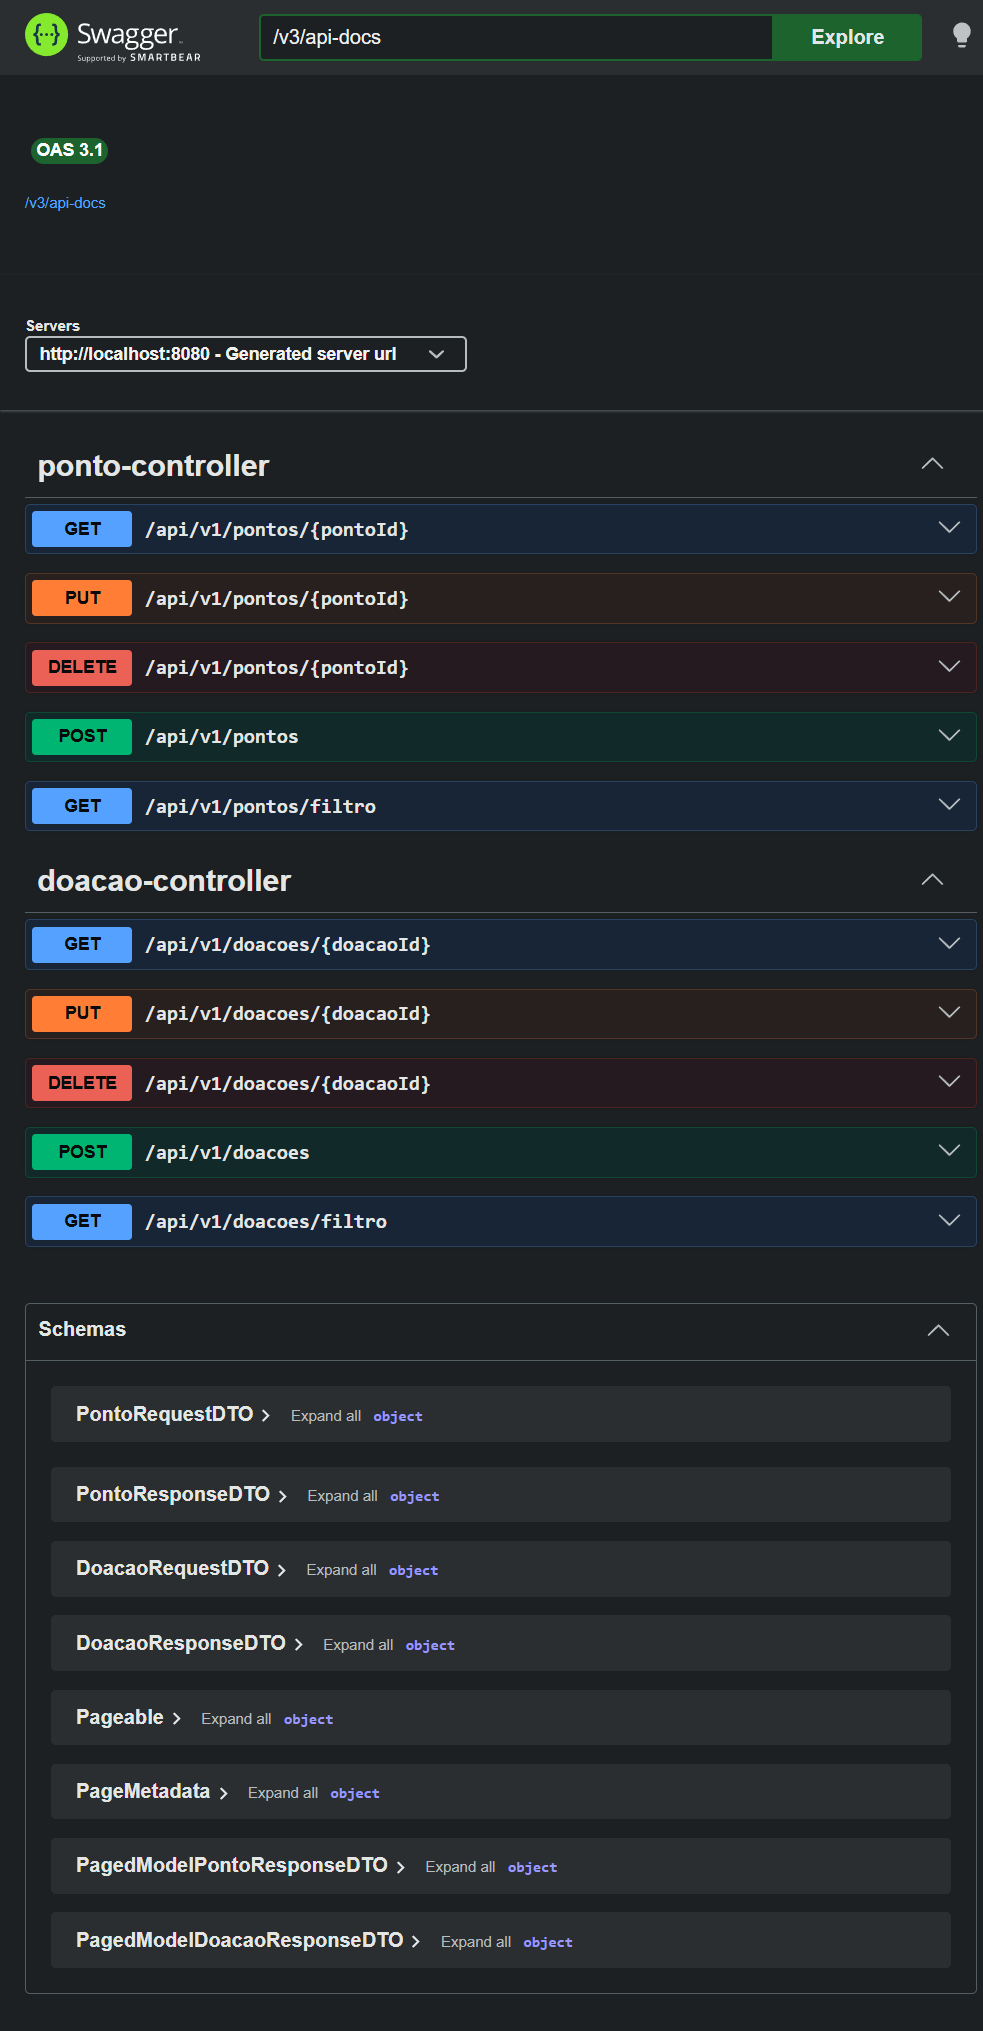 Swagger
Supported by SMARTBEAR
/v3/api-docs
Explore
OAS 3.1
/v3/api-docs
Servers
http://localhost:8080 - Generated server url
ponto-controller
GET /api/v1/pontos/{pontoId}
PUT /api/v1/pontos/{pontoId}
DELETE /api/v1/pontos/{pontoId}
POST /api/v1/pontos
GET /api/v1/pontos/filtro
doacao-controller
GET /api/v1/doacoes/{doacaoId}
PUT /api/v1/doacoes/{doacaoId}
DELETE /api/v1/doacoes/{doacaoId}
POST /api/v1/doacoes
GET /api/v1/doacoes/filtro
Schemas
PontoRequestDTO Expand all object
PontoResponseDTO Expand all object
DoacaoRequestDTO Expand all object
DoacaoResponseDTO Expand all object
Pageable Expand all object
PageMetadata Expand all object
PagedModelPontoResponseDTO Expand all object
PagedModelDoacaoResponseDTO Expand all object